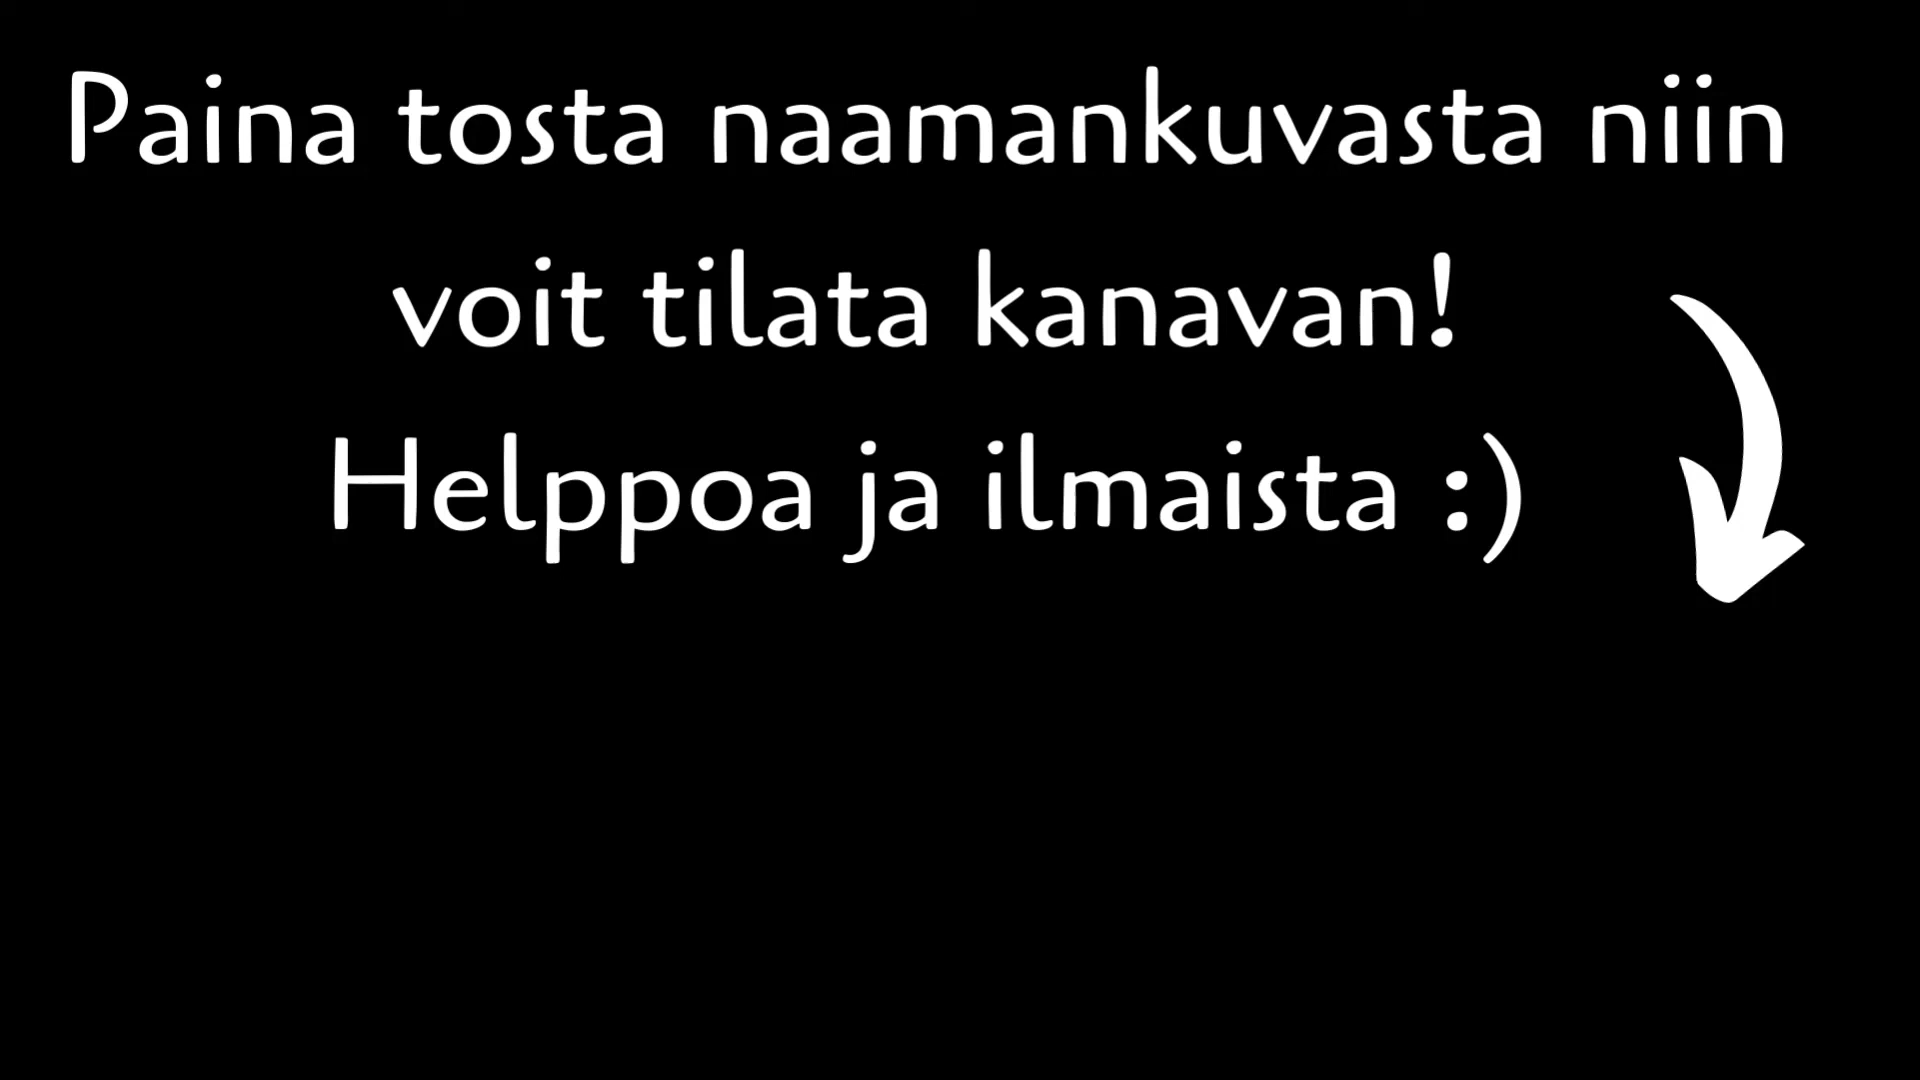 Paina tosta naamankuvasta niin
voit tilata kanavan!
Helppoa ja ilmaista :)